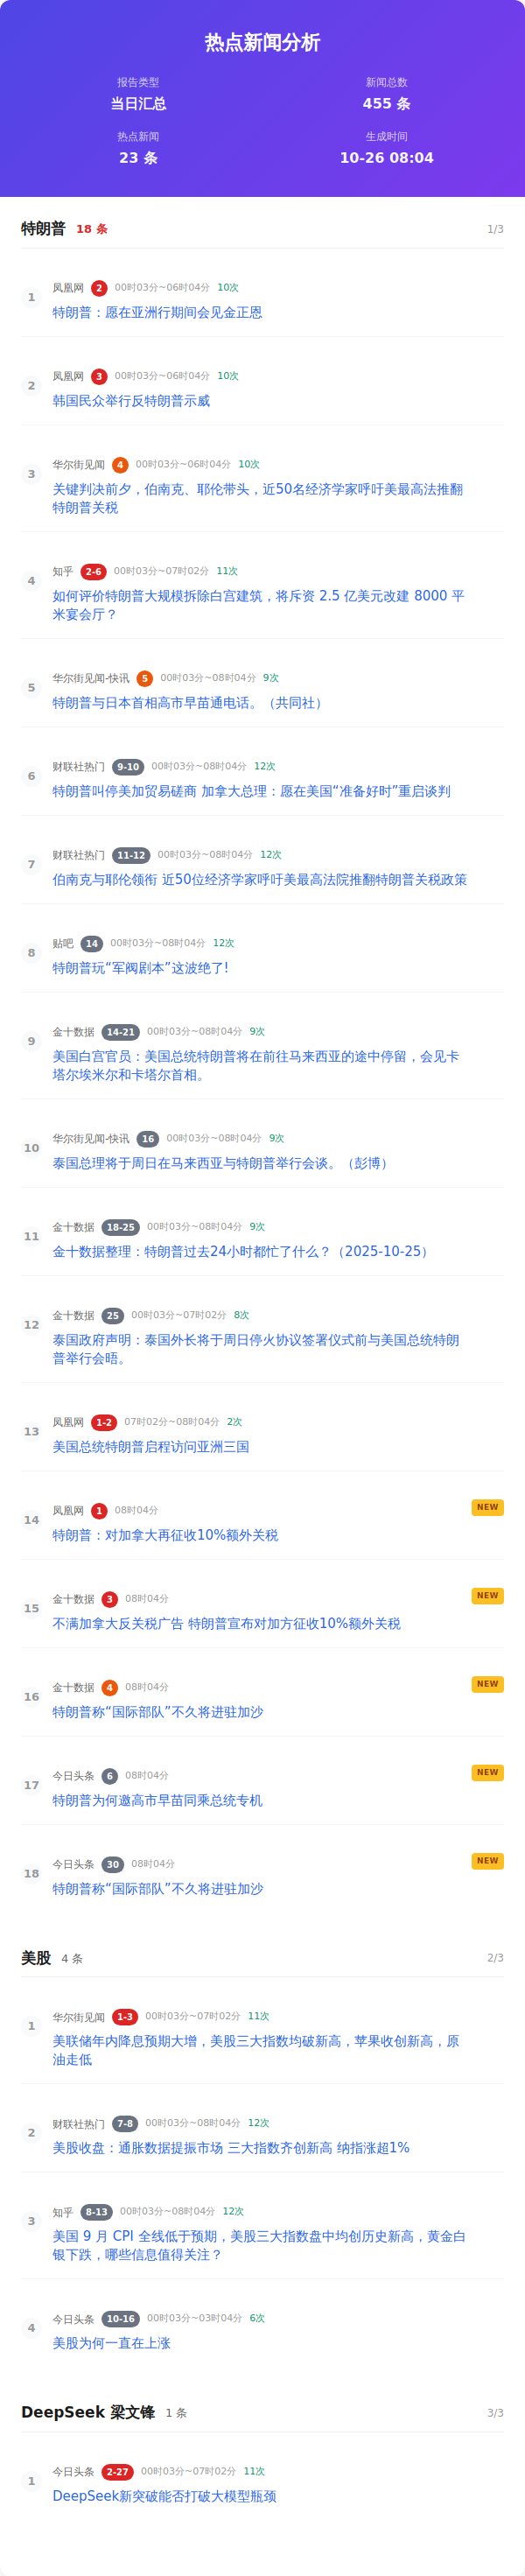 热点新闻分析
报告类型
新闻总数
当日汇总
455 条
热点新闻
生成时间
23 条
10-26 08:04
特朗普 18 条 1/3
1
凤凰网 2 00时03分~06时04分 10次
特朗普：愿在亚洲行期间会见金正恩
2
凤凰网 3 00时03分~06时04分 10次
韩国民众举行反特朗普示威
3
华尔街见闻 4 00时03分~06时04分 10次
关键判决前夕，伯南克、耶伦带头，近50名经济学家呼吁美最高法推翻
特朗普关税
4
知乎 2-6 00时03分~07时02分 11次
如何评价特朗普大规模拆除白宫建筑，将斥资 2.5 亿美元改建 8000 平
米宴会厅？
5
华尔街见闻-快讯 5 00时03分~08时04分 9次
特朗普与日本首相高市早苗通电话。（共同社）
6
财联社热门 9-10 00时03分~08时04分 12次
特朗普叫停美加贸易磋商 加拿大总理：愿在美国“准备好时”重启谈判
7
财联社热门 11-12 00时03分~08时04分 12次
伯南克与耶伦领衔 近50位经济学家呼吁美最高法院推翻特朗普关税政策
8
贴吧 14 00时03分~08时04分 12次
特朗普玩“军阀剧本”这波绝了!
9
金十数据 14-21 00时03分~08时04分 9次
美国白宫官员：美国总统特朗普将在前往马来西亚的途中停留，会见卡
塔尔埃米尔和卡塔尔首相。
10
华尔街见闻-快讯 16 00时03分~08时04分 9次
泰国总理将于周日在马来西亚与特朗普举行会谈。（彭博）
11
金十数据 18-25 00时03分~08时04分 9次
金十数据整理：特朗普过去24小时都忙了什么？（2025-10-25）
12
金十数据 25 00时03分~07时02分 8次
泰国政府声明：泰国外长将于周日停火协议签署仪式前与美国总统特朗
普举行会晤。
13
凤凰网 1-2 07时02分~08时04分 2次
美国总统特朗普启程访问亚洲三国
14
凤凰网 1 08时04分 NEW
特朗普：对加拿大再征收10%额外关税
15
金十数据 3 08时04分 NEW
不满加拿大反关税广告 特朗普宣布对对方征收10%额外关税
16
金十数据 4 08时04分 NEW
特朗普称“国际部队”不久将进驻加沙
17
今日头条 6 08时04分 NEW
特朗普为何邀高市早苗同乘总统专机
18
今日头条 30 08时04分 NEW
特朗普称“国际部队”不久将进驻加沙
美股 4 条 2/3
1
华尔街见闻 1-3 00时03分~07时02分 11次
美联储年内降息预期大增，美股三大指数均破新高，苹果收创新高，原
油走低
2
财联社热门 7-8 00时03分~08时04分 12次
美股收盘：通胀数据提振市场 三大指数齐创新高 纳指涨超1%
3
知乎 8-13 00时03分~08时04分 12次
美国 9 月 CPI 全线低于预期，美股三大指数盘中均创历史新高，黄金白
银下跌，哪些信息值得关注？
4
今日头条 10-16 00时03分~03时04分 6次
美股为何一直在上涨
DeepSeek 梁文锋 1 条 3/3
1
今日头条 2-27 00时03分~07时02分 11次
DeepSeek新突破能否打破大模型瓶颈